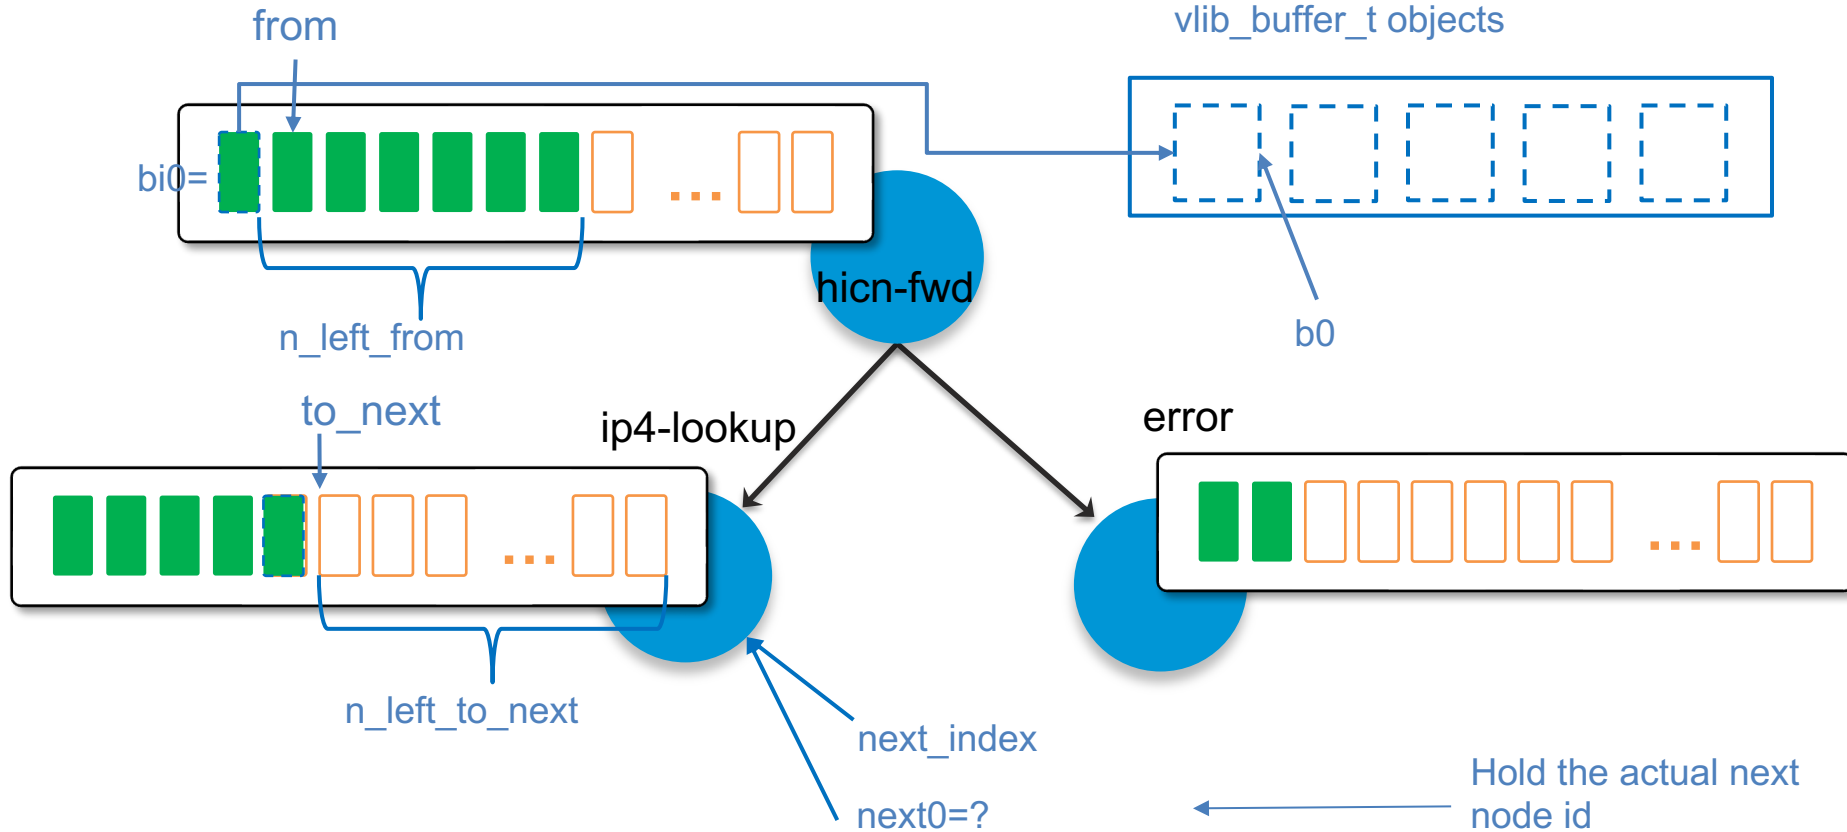 from
vlib_buffer_t objects
bi0=
...
hicn-fwd
n_left_from
b0
to_next
ip4-lookup
error
...
...
n_left_to_next
next_index
next0=?
Hold the actual next
node id